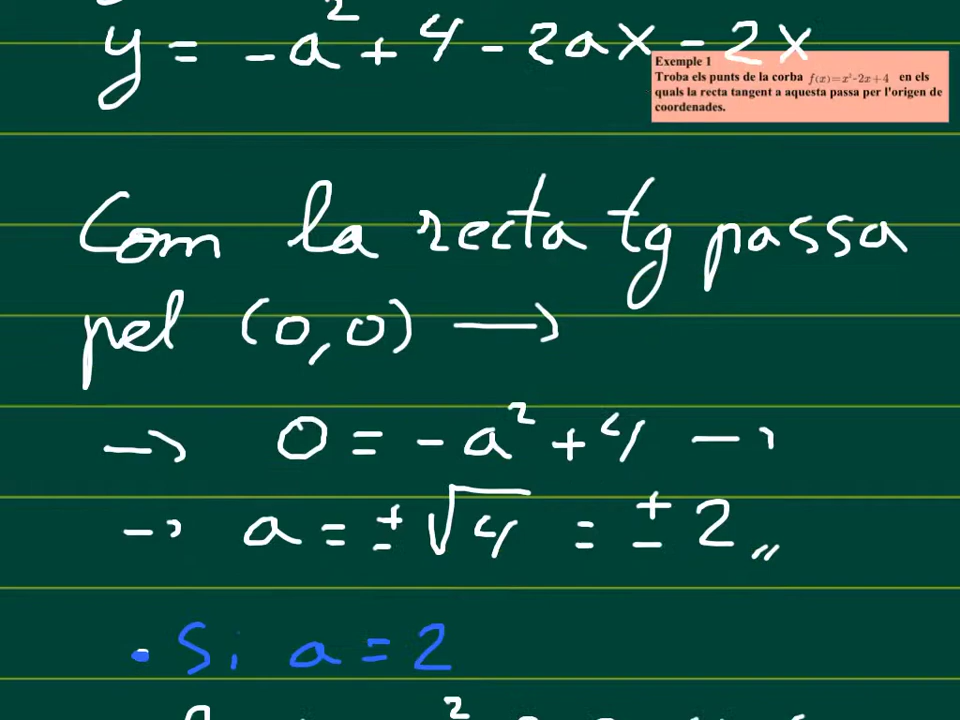 y = -a² + 4 - 2ax - 2x
Exemple 1
Troba els punts de la corba f(x)=x²-2x+4 en els
quals la recta tangent a aquesta passa per l'origen de
coordenades.
Com la recta tg passa
pel (0,0) →
→ 0 = -a² + 4 →
→ a = ±√4 = ±2,,
• Si a = 2